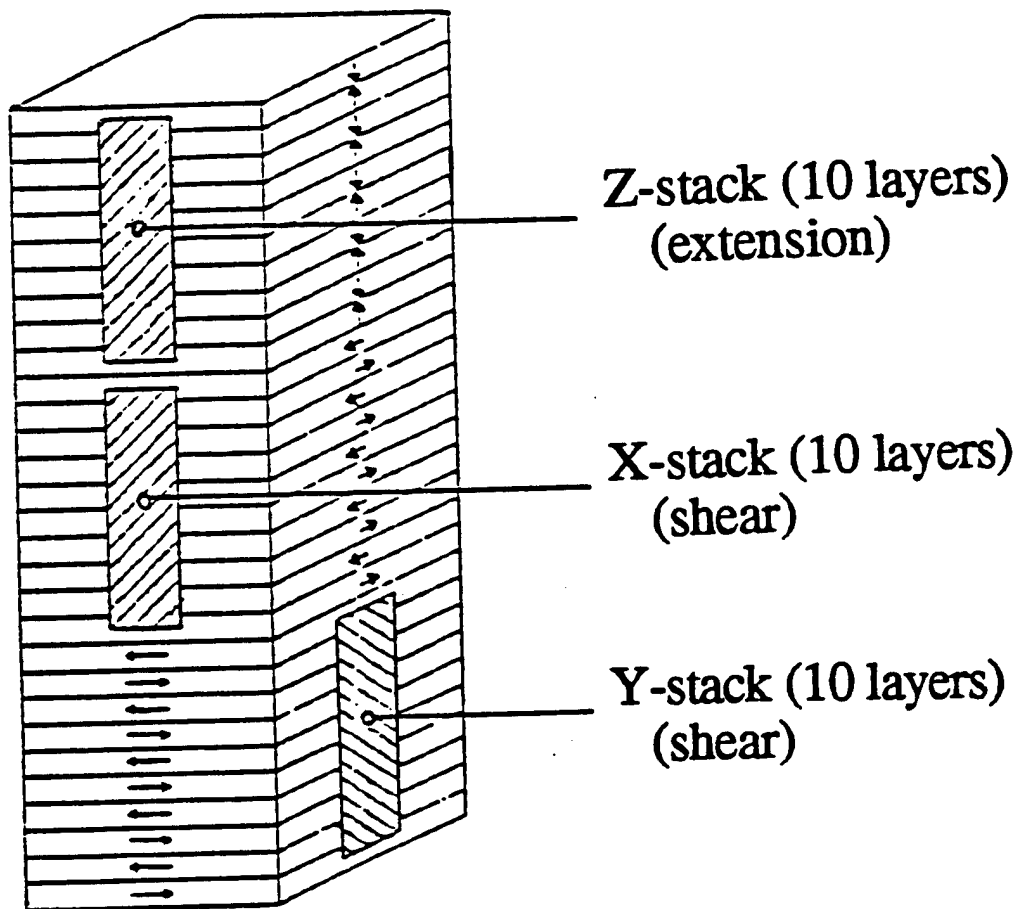 Z-stack (10 layers)
(extension)
X-stack (10 layers)
(shear)
Y-stack (10 layers)
(shear)